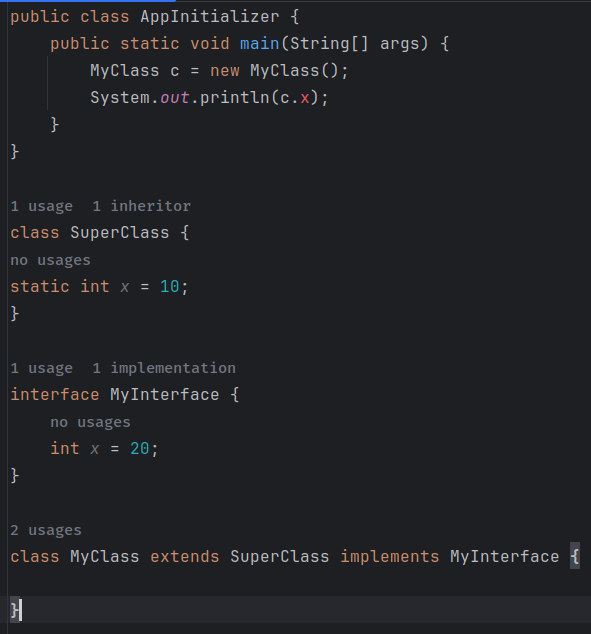 public class AppInitializer {
    public static void main(String[] args) {
        MyClass c = new MyClass();
        System.out.println(c.x);
    }
}
1 usage  1 inheritor
class SuperClass {
no usages
static int x = 10;
}
1 usage  1 implementation
interface MyInterface {
    no usages
    int x = 20;
}
2 usages
class MyClass extends SuperClass implements MyInterface {
}